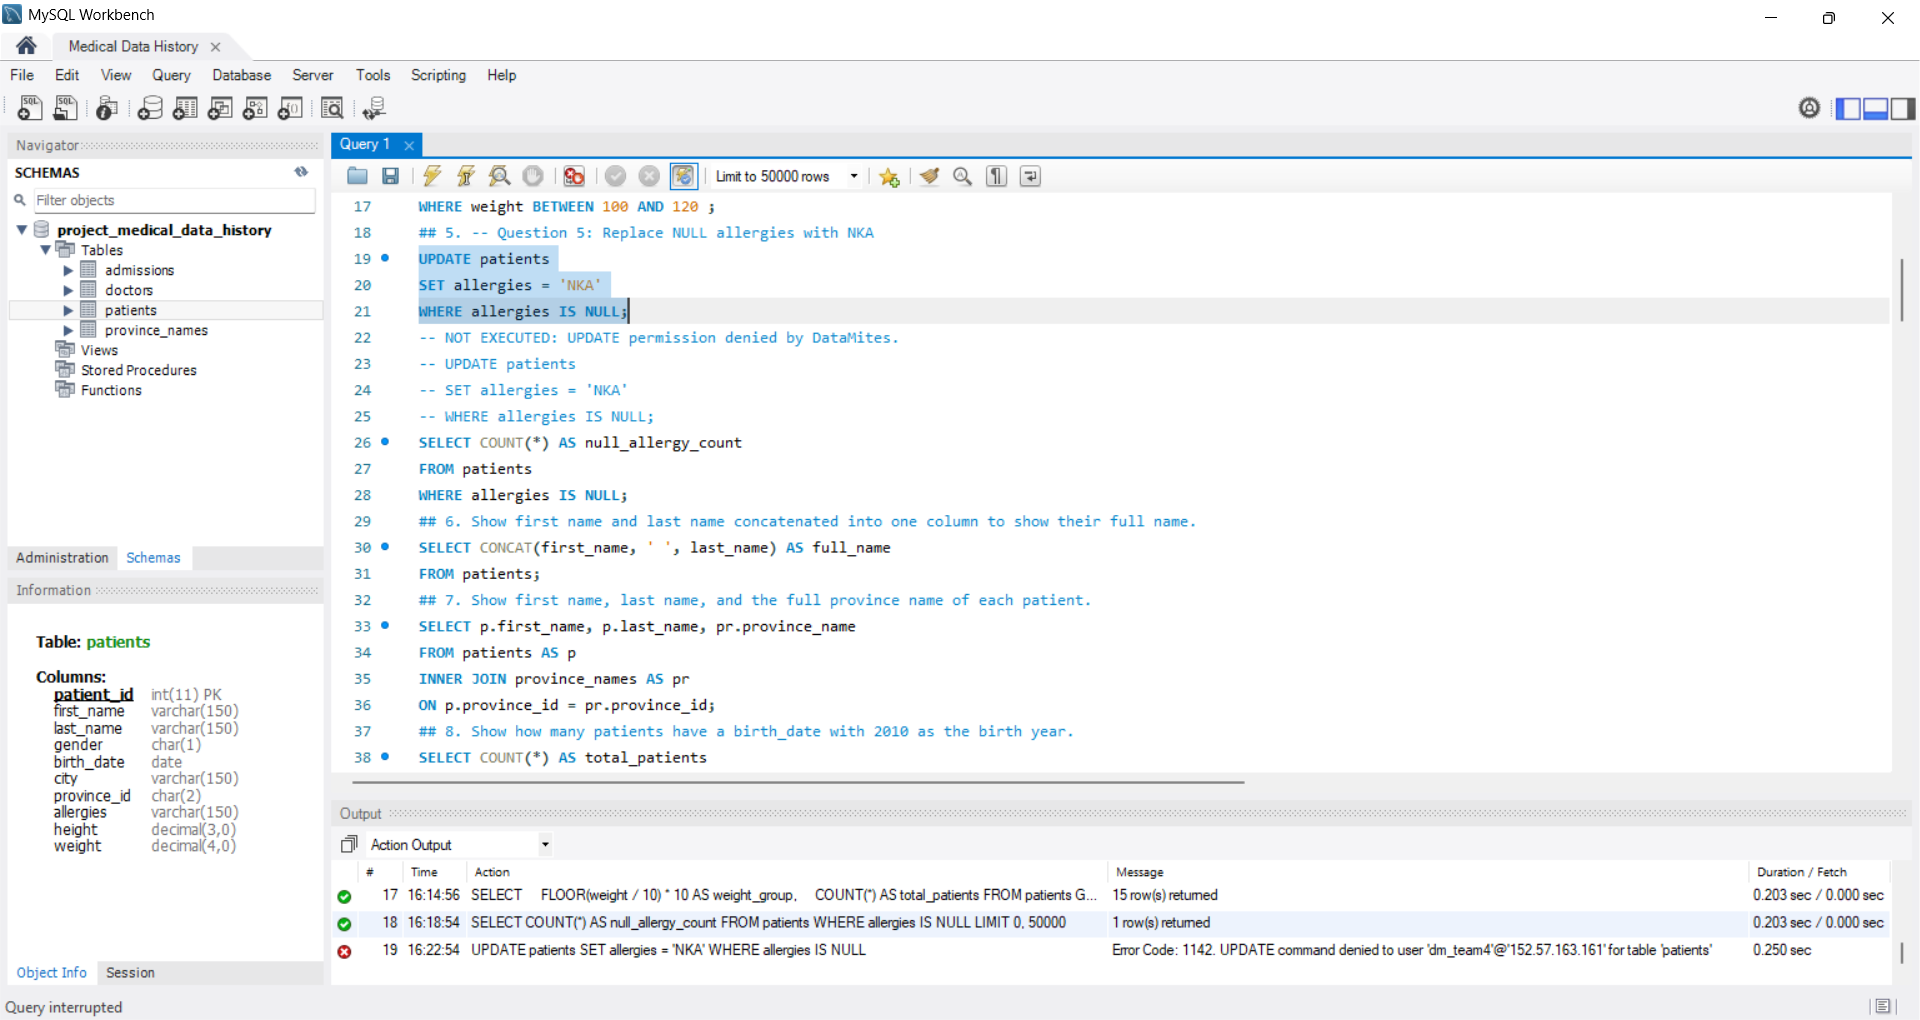 MySQL Workbench
Medical Data History
File Edit View Query Database Server Tools Scripting Help
Navigator
SCHEMAS
Filter objects
project_medical_data_history
Tables
admissions
doctors
patients
province_names
Views
Stored Procedures
Functions
Administration Schemas
Information
Table: patients
Columns:
patient_id int(11) PK
first_name varchar(150)
last_name varchar(150)
gender char(1)
birth_date date
city varchar(150)
province_id char(2)
allergies varchar(150)
height decimal(3,0)
weight decimal(4,0)
Object Info Session
Query interrupted
Query 1
Limit to 50000 rows
17 WHERE weight BETWEEN 100 AND 120 ;
18 ## 5. -- Question 5: Replace NULL allergies with NKA
19 UPDATE patients
20 SET allergies = 'NKA'
21 WHERE allergies IS NULL;
22 -- NOT EXECUTED: UPDATE permission denied by DataMites.
23 -- UPDATE patients
24 -- SET allergies = 'NKA'
25 -- WHERE allergies IS NULL;
26 SELECT COUNT(*) AS null_allergy_count
27 FROM patients
28 WHERE allergies IS NULL;
29 ## 6. Show first name and last name concatenated into one column to show their full name.
30 SELECT CONCAT(first_name, ' ', last_name) AS full_name
31 FROM patients;
32 ## 7. Show first name, last name, and the full province name of each patient.
33 SELECT p.first_name, p.last_name, pr.province_name
34 FROM patients AS p
35 INNER JOIN province_names AS pr
36 ON p.province_id = pr.province_id;
37 ## 8. Show how many patients have a birth_date with 2010 as the birth year.
38 SELECT COUNT(*) AS total_patients
Output
Action Output
# Time Action Message Duration / Fetch
17 16:14:56 SELECT FLOOR(weight / 10) * 10 AS weight_group, COUNT(*) AS total_patients FROM patients G... 15 row(s) returned 0.203 sec / 0.000 sec
18 16:18:54 SELECT COUNT(*) AS null_allergy_count FROM patients WHERE allergies IS NULL LIMIT 0, 50000 1 row(s) returned 0.203 sec / 0.000 sec
19 16:22:54 UPDATE patients SET allergies = 'NKA' WHERE allergies IS NULL Error Code: 1142. UPDATE command denied to user 'dm_team4'@'152.57.163.161' for table 'patients' 0.250 sec